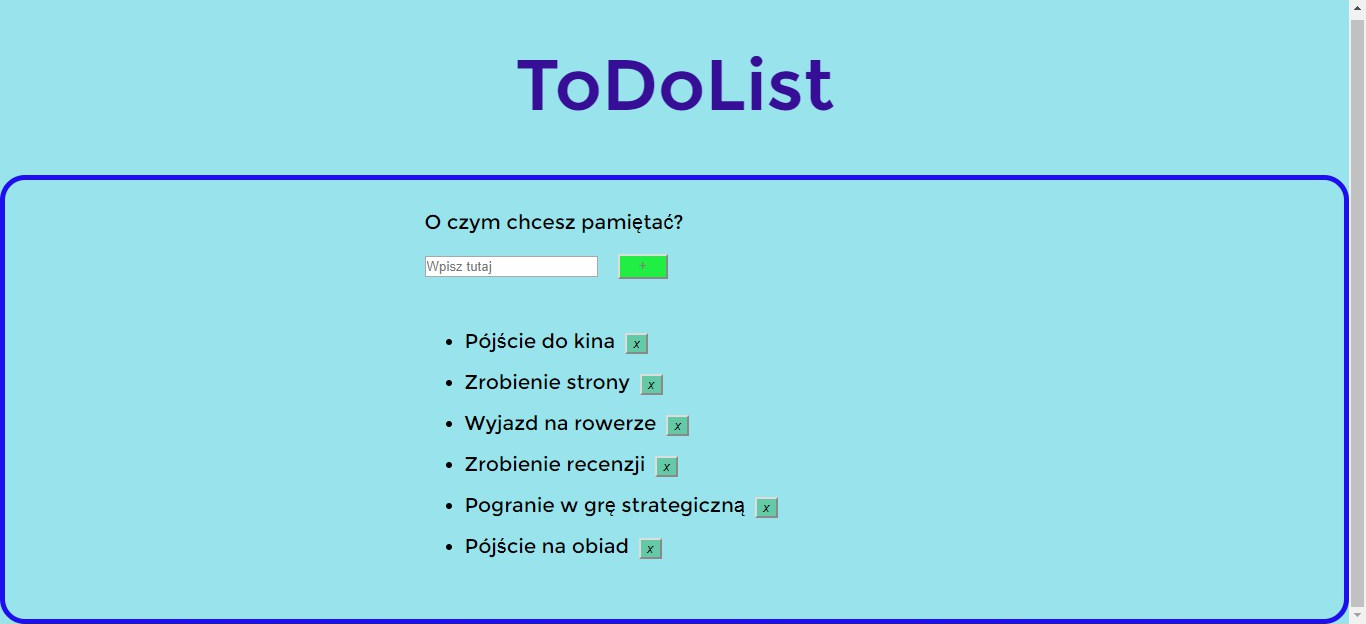 ToDoList
O czym chcesz pamiętać?
Wpisz tutaj +
Pójście do kina x
Zrobienie strony x
Wyjazd na rowerze x
Zrobienie recenzji x
Pogranie w grę strategiczną x
Pójście na obiad x